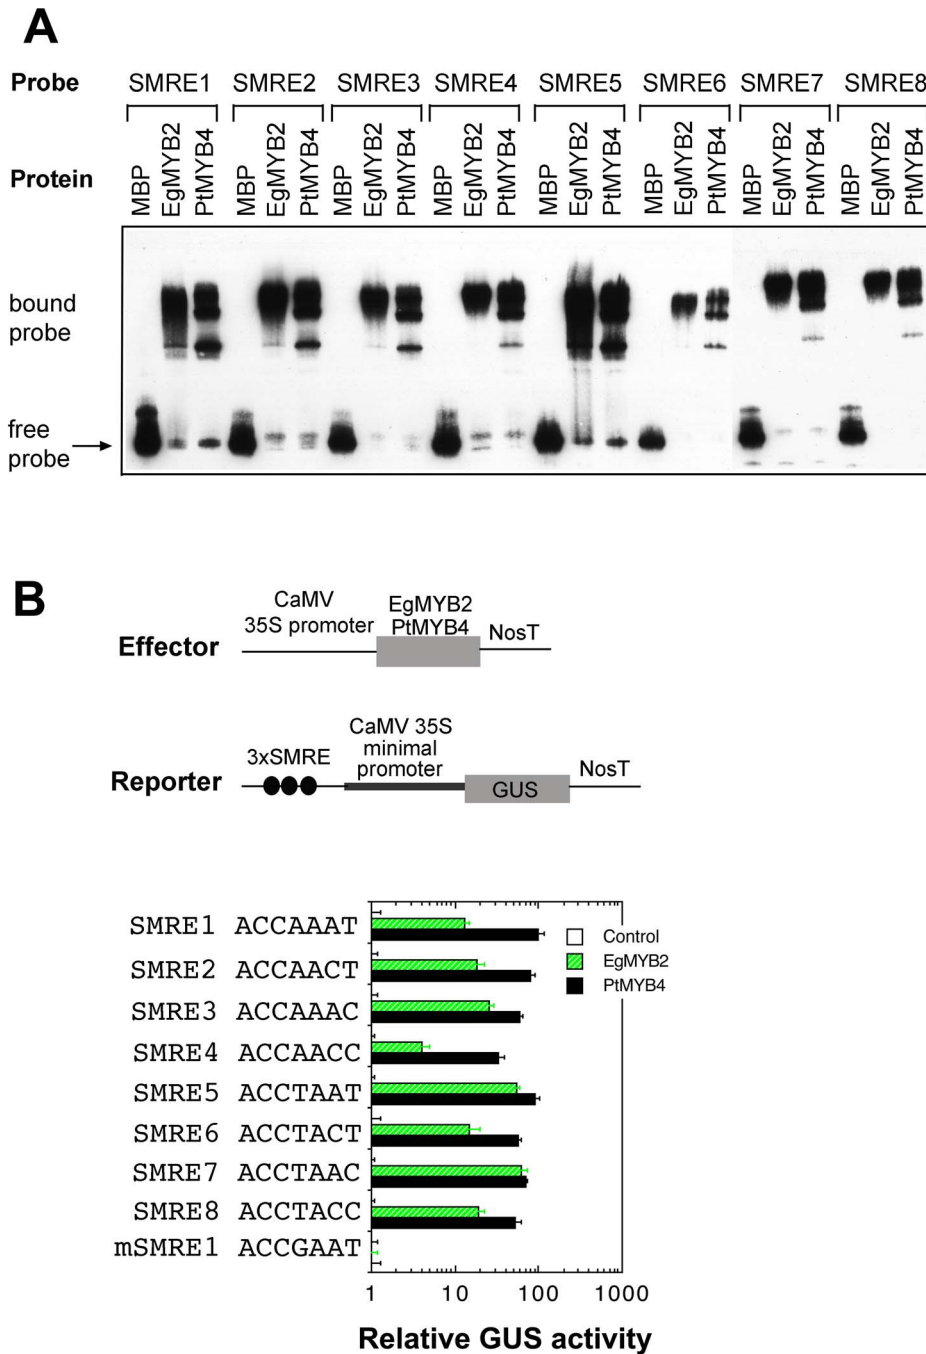 A
Probe SMRE1 SMRE2 SMRE3 SMRE4 SMRE5 SMRE6 SMRE7 SMRE8
Protein MBP EgMYB2 PtMYB4 MBP EgMYB2 PtMYB4 MBP EgMYB2 PtMYB4 MBP EgMYB2 PtMYB4 MBP EgMYB2 PtMYB4 MBP EgMYB2 PtMYB4 MBP EgMYB2 PtMYB4 MBP EgMYB2 PtMYB4
bound
probe
free
probe
B
CaMV
35S promoter
EgMYB2
PtMYB4
NosT
Effector
CaMV 35S
minimal
promoter
3xSMRE
NosT
Reporter
GUS
SMRE1 ACCAAAT
SMRE2 ACCAACT
SMRE3 ACCAAAC
SMRE4 ACCAACC
SMRE5 ACCTAAT
SMRE6 ACCTACT
SMRE7 ACCTAAC
SMRE8 ACCTACC
mSMRE1 ACCGAAT
Control
EgMYB2
PtMYB4
1 10 100 1000
Relative GUS activity